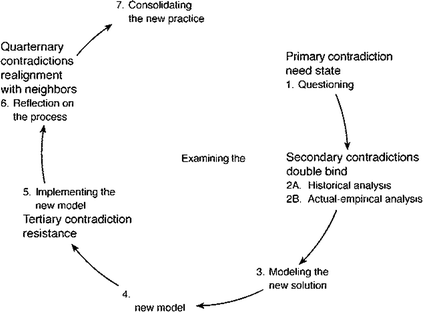 Primary contradiction
need state
1. Questioning
Secondary contradictions
double bind
2A. Historical analysis
2B. Actual-empirical analysis
3. Modeling the
new solution
Examining the
4.
new model
5. Implementing the
new model
Tertiary contradiction
resistance
Quarternary
contradictions
realignment
with neighbors
6. Reflection on
the process
7. Consolidating
the new practice